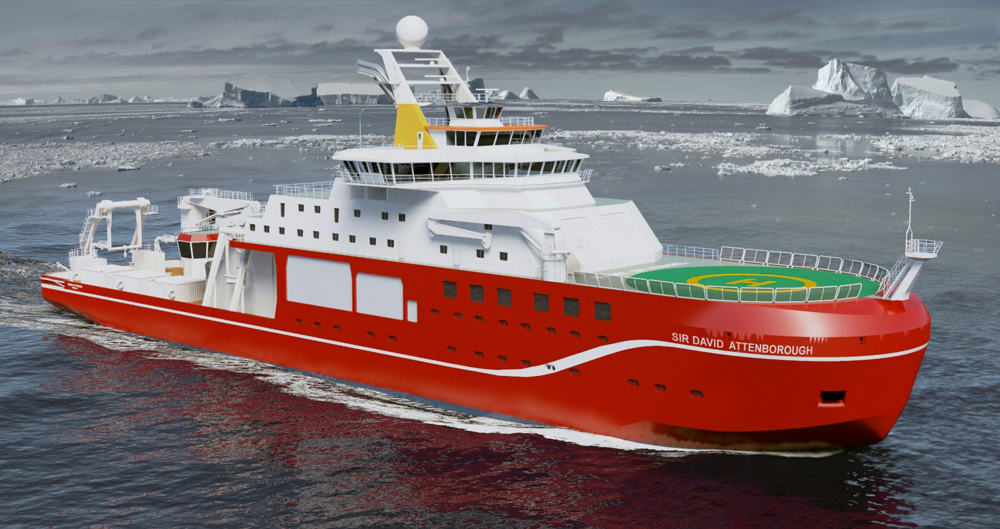 H
SIR DAVID ATTENBOROUGH